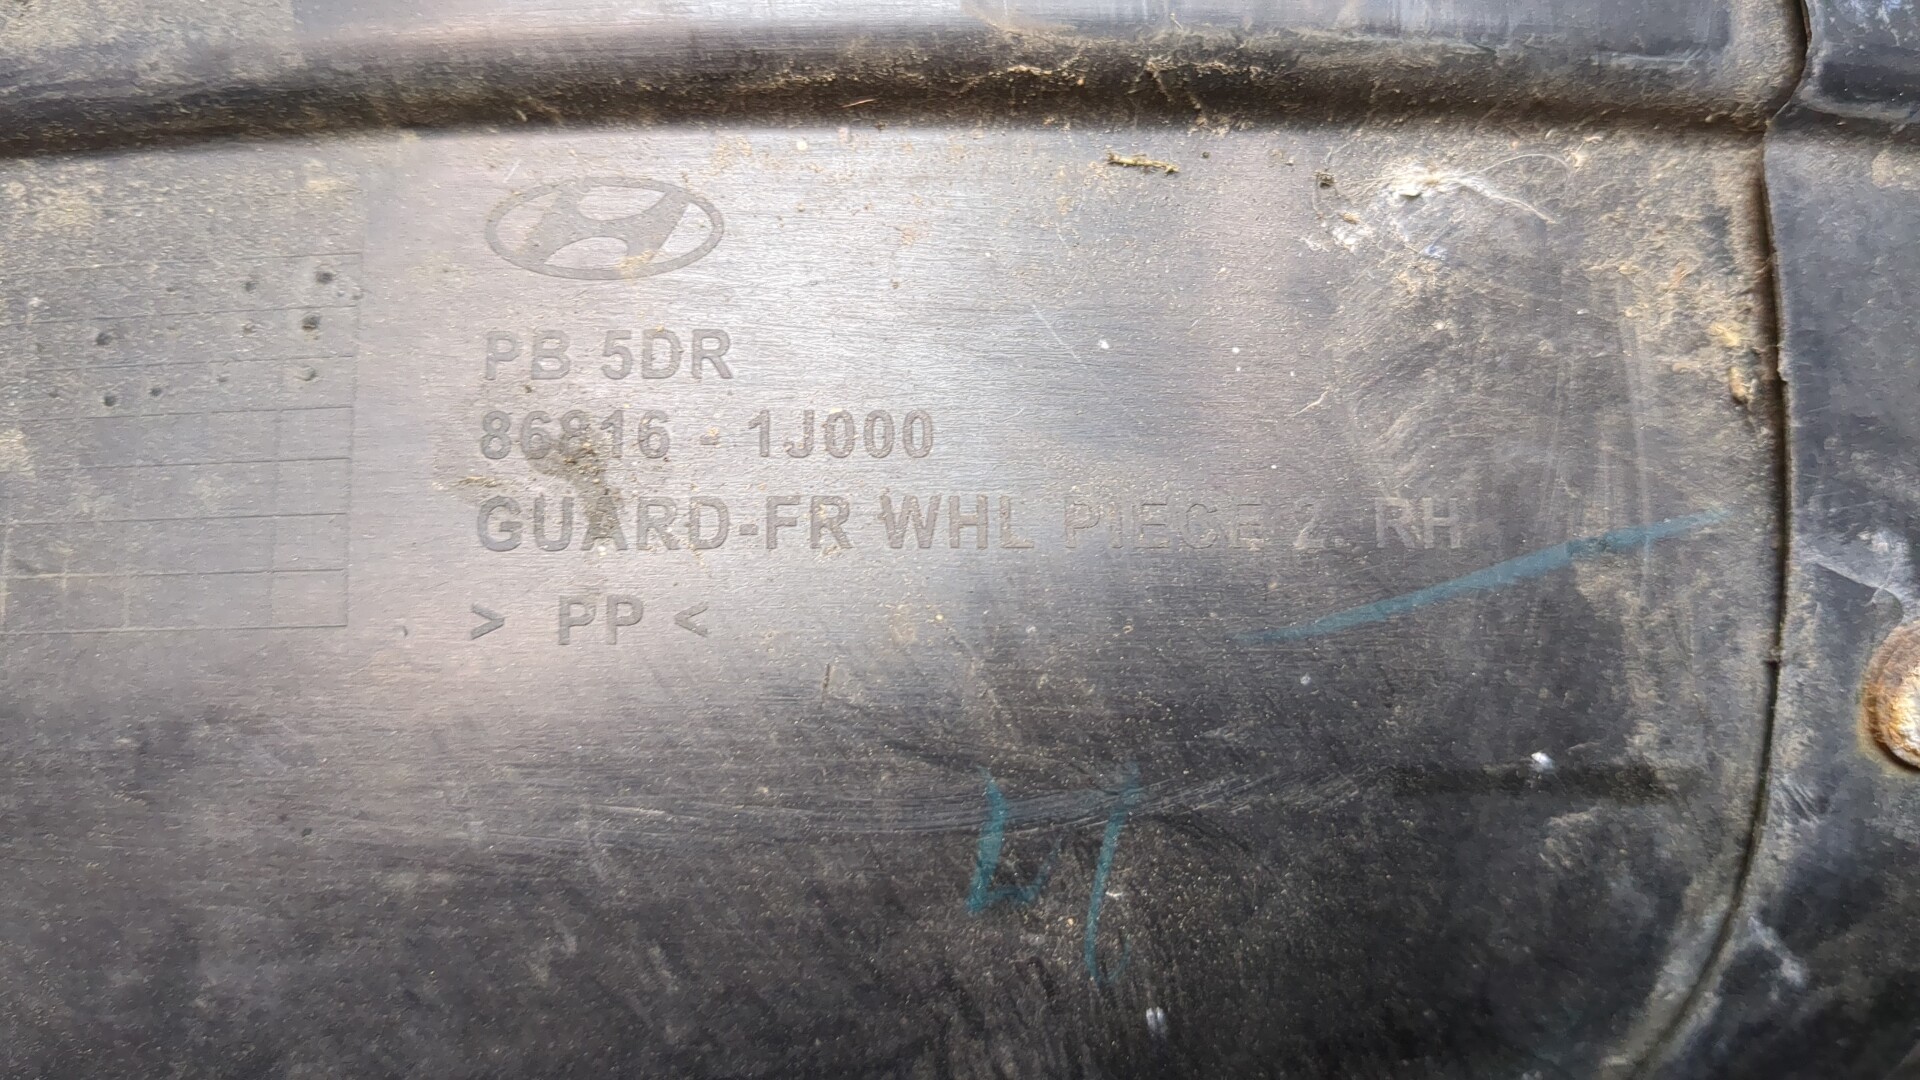 PB 5DR
86816 - 1J000
GUARD-FR WHL PIECE 2. RH
> PP <